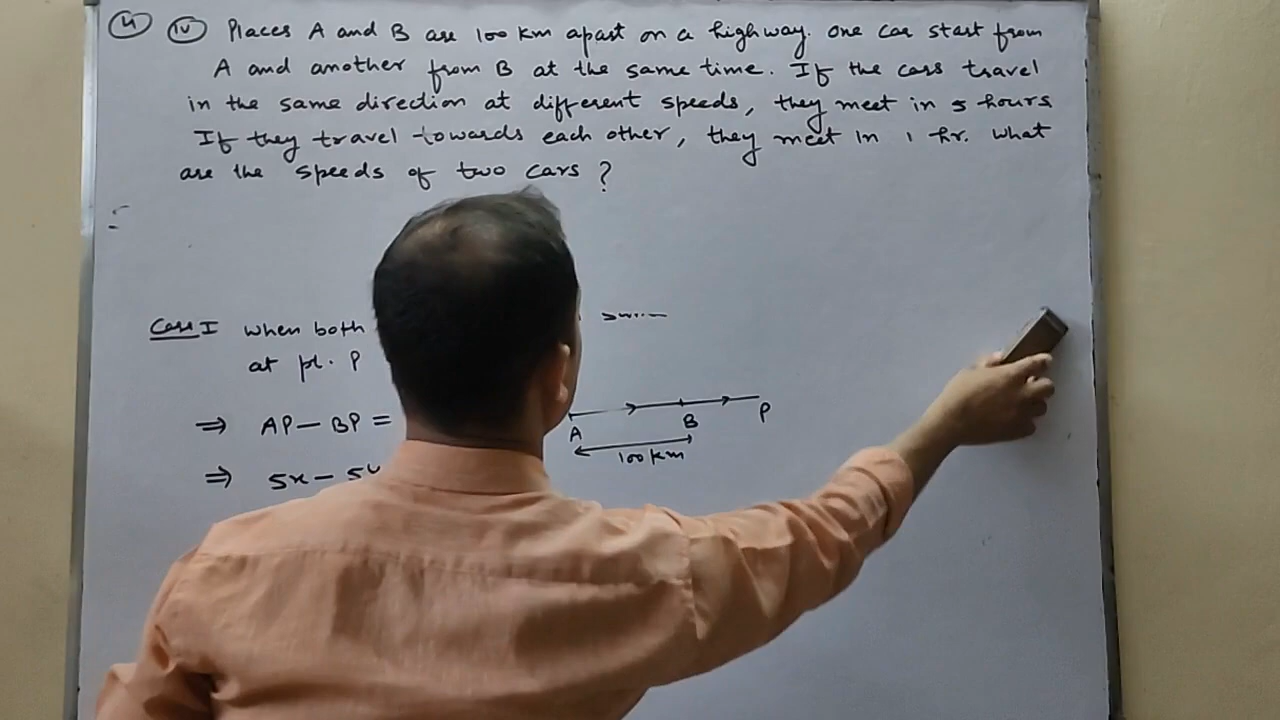 4 iv Places A and B are 100 km apart on a highway. One car start from
A and another from B at the same time. If the cars travel
in the same direction at different speeds, they meet in 5 hours
If they travel towards each other, they meet in 1 hr. What
are the speeds of two cars ?
Case I when both
at pt. P
⇒ AP — BP =
A B P
100 km
⇒ 5x — 5y